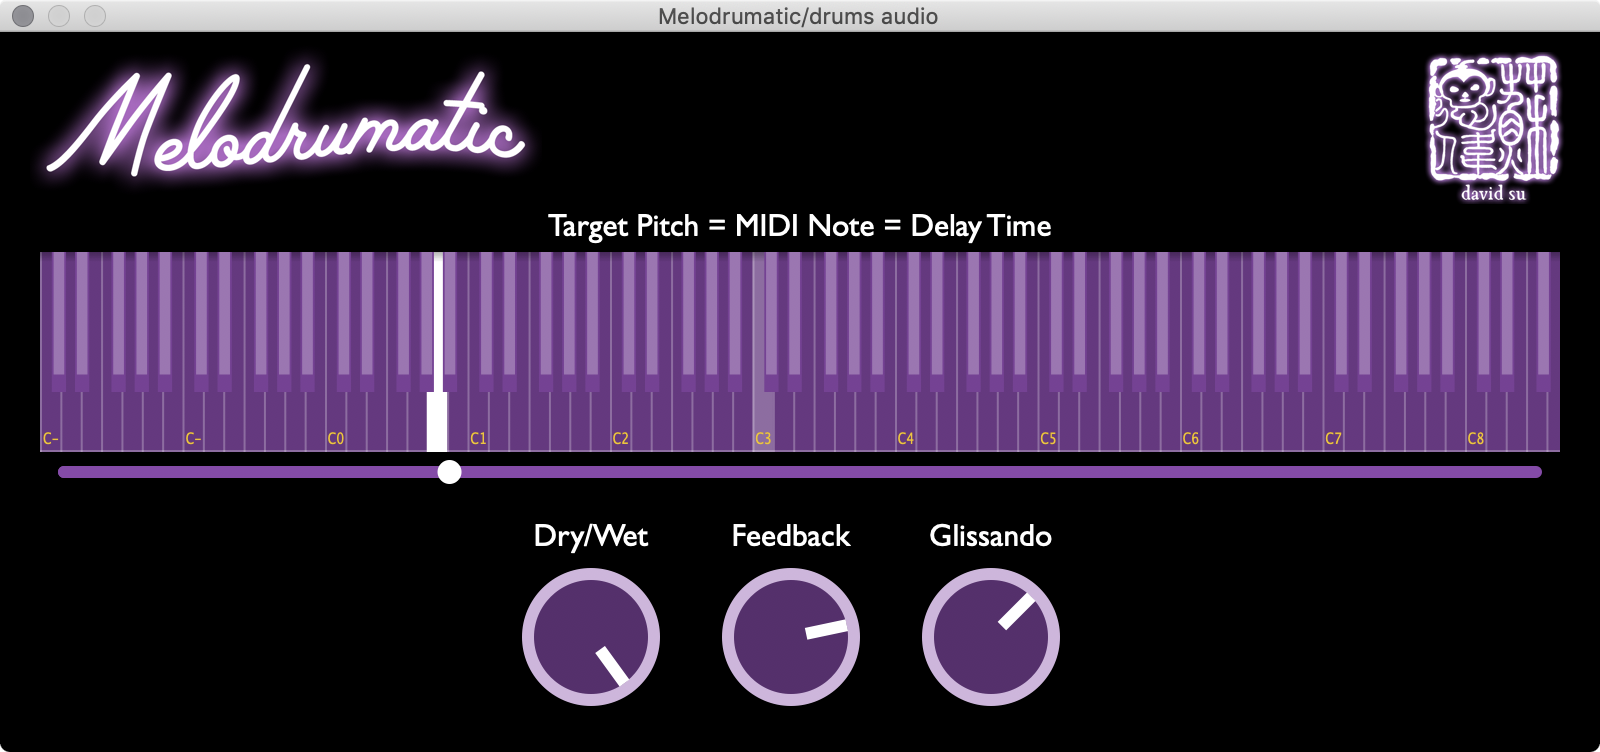 Melodrumatic/drums audio
Melodrumatic
david su
Target Pitch = MIDI Note = Delay Time
C- C- C0 C1 C2 C3 C4 C5 C6 C7 C8
Dry/Wet Feedback Glissando